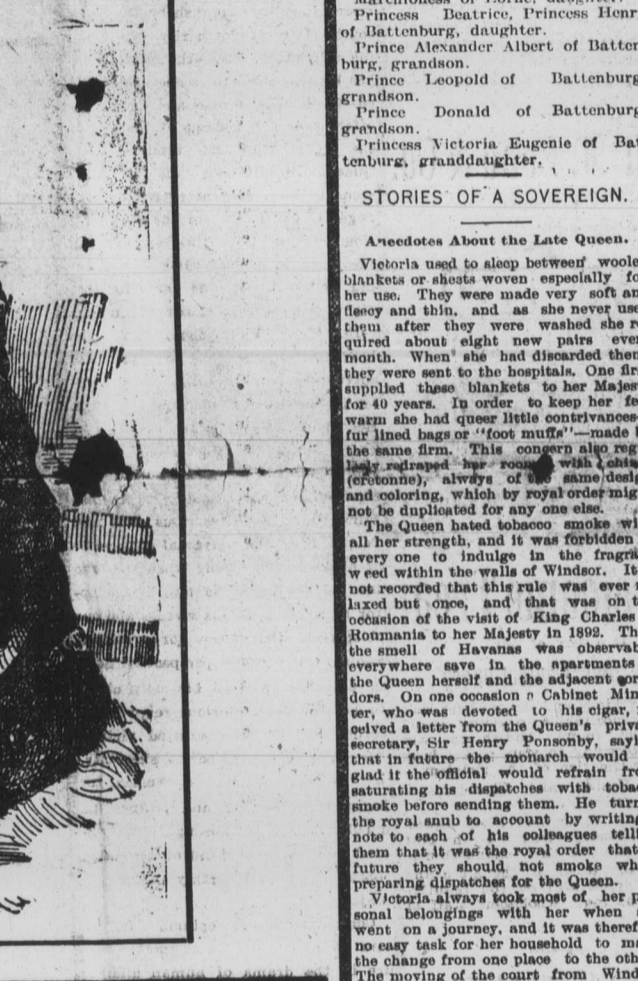 Princess Beatrice, Princess Henr
of Battenburg, daughter.
Prince Alexander Albert of Batten
burg, grandson.
Prince Leopold of Battenburg
grandson.
Prince Donald of Battenburg
grandson.
Princess Victoria Eugenie of Bat
tenburg, granddaughter.
STORIES OF A SOVEREIGN.
Anecdotes About the Late Queen.
Victoria used to sleep between woole
blankets or sheets woven especially fo
her use. They were made very soft an
fleecy and thin, and as she never use
them after they were washed she r
quired about eight new pairs ever
month. When she had discarded them
they were sent to the hospitals. One fir
supplied these blankets to her Majes
for 40 years. In order to keep her fe
warm she had queer little contrivances
fur lined bags or "foot muffs"—made b
the same firm. This concern also reg
larly redraped her room with chin
(cretonne), always of the same desig
and coloring, which by royal order mig
not be duplicated for any one else.
The Queen hated tobacco smoke wi
all her strength, and it was forbidden
every one to indulge in the fragra
weed within the walls of Windsor. It
not recorded that this rule was ever r
laxed but once, and that was on t
occasion of the visit of King Charles
Roumania to her Majesty in 1892. Th
the smell of Havanas was observab
everywhere save in the apartments
the Queen herself and the adjacent cor
dors. On one occasion a Cabinet Min
ter, who was devoted to his cigar,
ceived a letter from the Queen's priva
secretary, Sir Henry Ponsonby, sayi
that in future the monarch would
glad it the official would refrain fro
saturating his dispatches with toba
smoke before sending them. He turn
the royal snub to account by writing
note to each of his colleagues telli
them that it was the royal order that
future they should not smoke wh
preparing dispatches for the Queen.
Victoria always took most of her p
sonal belongings with her when
went on a journey, and it was theref
no easy task for her household to ma
the change from one place to the oth
The moving of the court from Wind